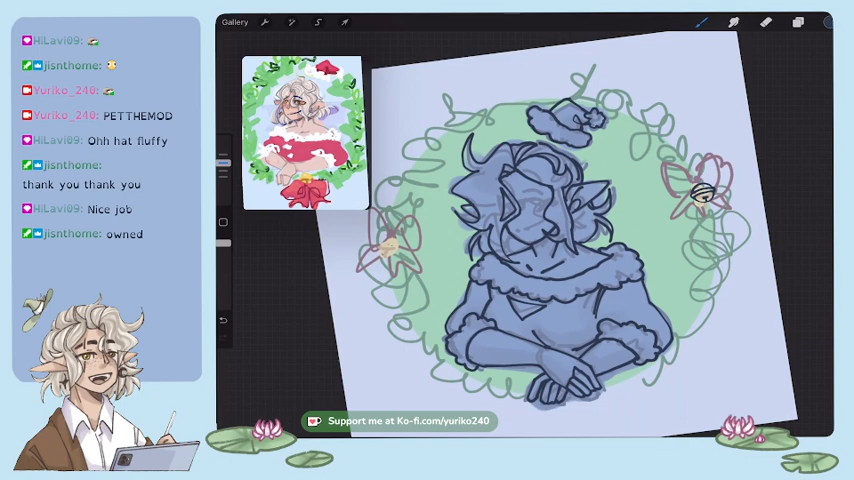 HiLavi09:
jisnthome:
Yuriko_240:
Yuriko_240: PETTHEMOD
HiLavi09: Ohh hat fluffy
jisnthome:
thank you thank you
HiLavi09: Nice job
jisnthome: owned
Gallery
Support me at Ko-fi.com/yuriko240